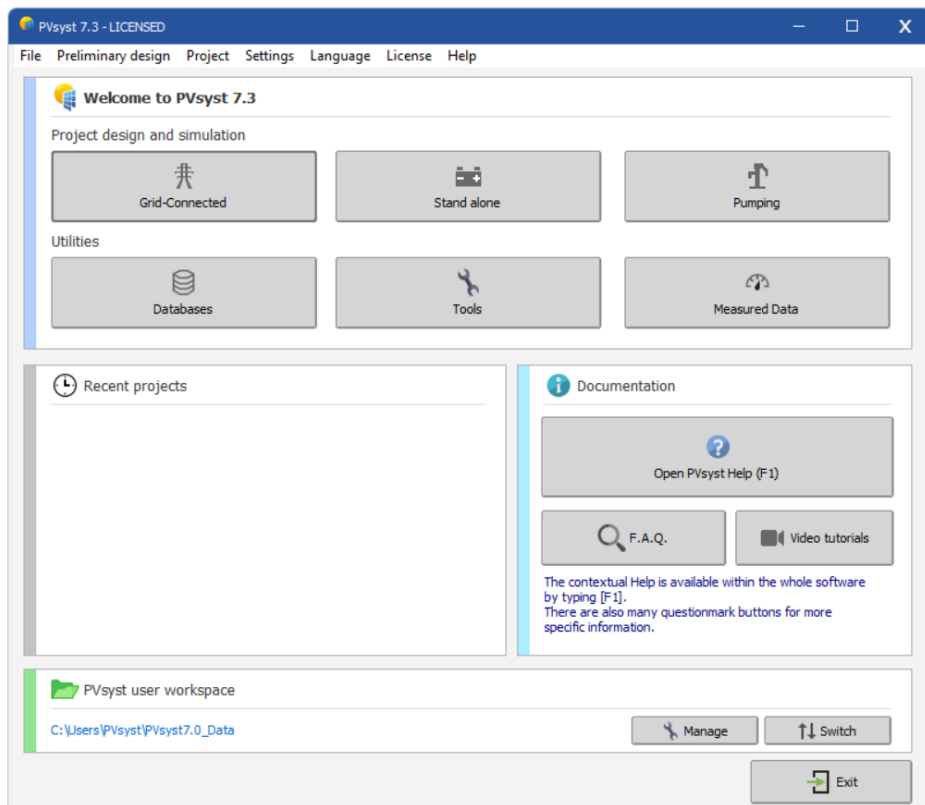 PVsyst 7.3 - LICENSED
File Preliminary design Project Settings Language License Help
Welcome to PVsyst 7.3
Project design and simulation
Grid-Connected
Stand alone
Pumping
Utilities
Databases
Tools
Measured Data
Recent projects
Documentation
Open PVsyst Help (F1)
F.A.Q.
Video tutorials
The contextual Help is available within the whole software
by typing [F1].
There are also many questionmark buttons for more
specific information.
PVsyst user workspace
C:\Users\PVsyst\PVsyst7.0_Data
Manage
Switch
Exit